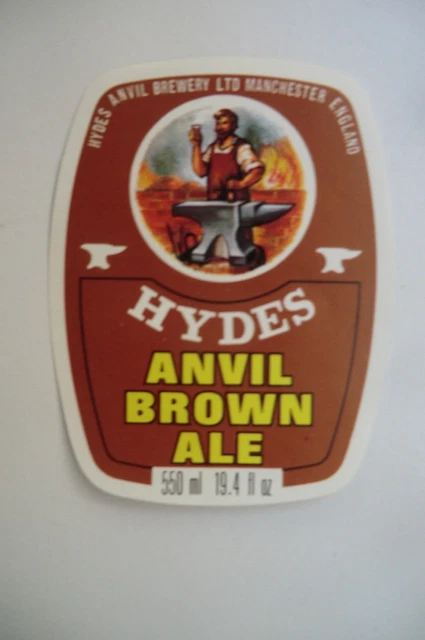 HYDES ANVIL BREWERY LTD MANCHESTER ENGLAND
HYDES
ANVIL
BROWN
ALE
550 ml 19.4 fl oz